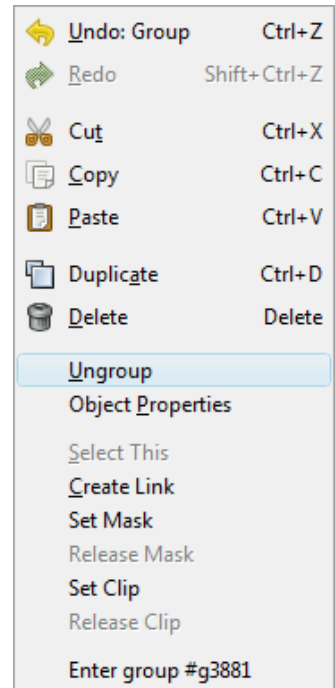 Undo: Group Ctrl+Z
Redo Shift+Ctrl+Z
Cut Ctrl+X
Copy Ctrl+C
Paste Ctrl+V
Duplicate Ctrl+D
Delete Delete
Ungroup
Object Properties
Select This
Create Link
Set Mask
Release Mask
Set Clip
Release Clip
Enter group #g3881